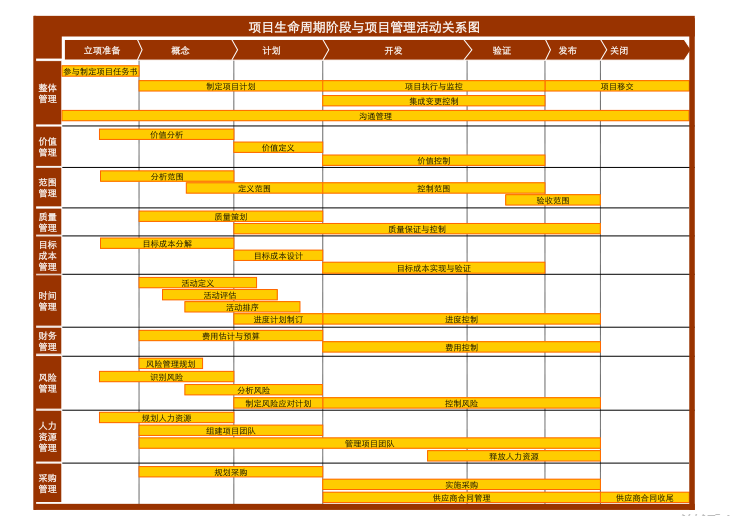 项目生命周期阶段与项目管理活动关系图
立项准备 概念 计划 开发 验证 发布 关闭
整体
管理
参与制定项目任务书
制定项目计划 项目执行与监控 项目移交
集成变更控制
沟通管理
价值
管理
价值分析
价值定义
价值控制
范围
管理
分析范围
定义范围 控制范围
验收范围
质量
管理
质量策划
质量保证与控制
目标
成本
管理
目标成本分解
目标成本设计
目标成本实现与验证
时间
管理
活动定义
活动评估
活动排序
进度计划制订 进度控制
财务
管理
费用估计与预算
费用控制
风险
管理
风险管理规划
识别风险
分析风险
制定风险应对计划 控制风险
人力
资源
管理
规划人力资源
组建项目团队
管理项目团队
释放人力资源
采购
管理
规划采购
实施采购
供应商合同管理 供应商合同收尾